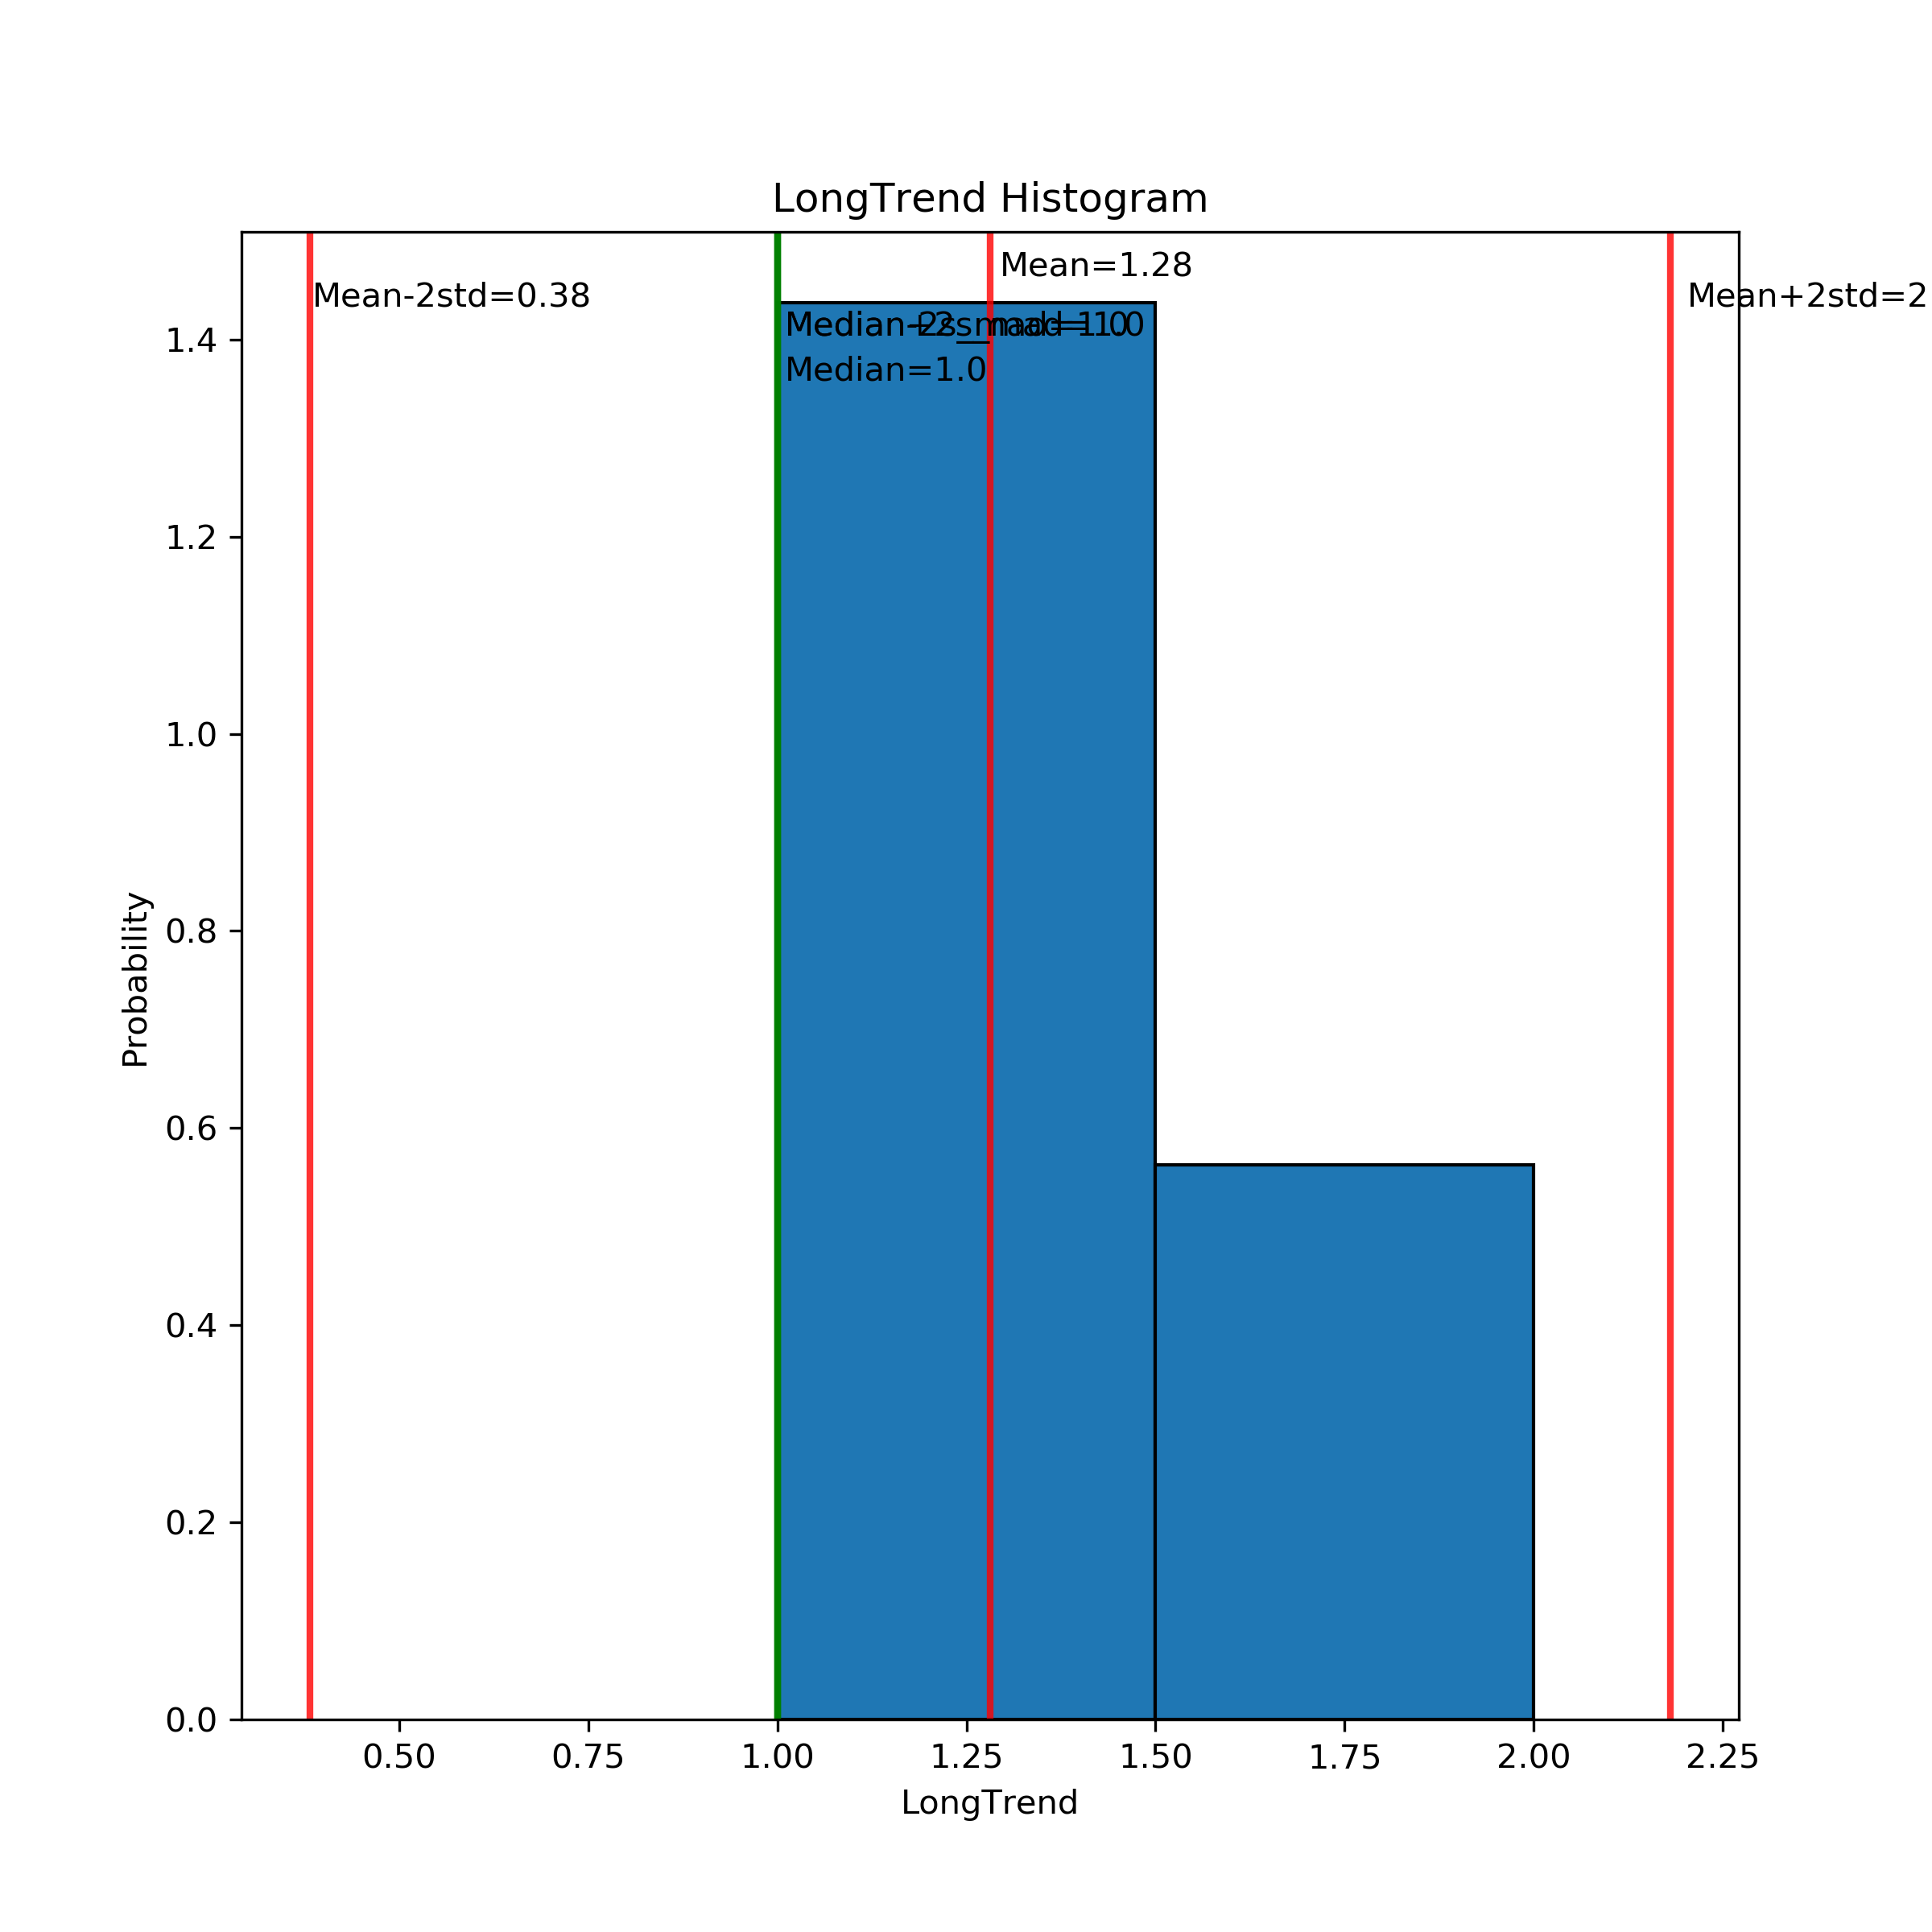 LongTrend Histogram
Mean=1.28
Mean-2std=0.38
Mean+2std=2
Median=1.0
1.4
1.2
1.0
0.8
0.6
0.4
0.2
0.0
Probability
0.50 0.75 1.00 1.25 1.50 1.75 2.00 2.25
LongTrend